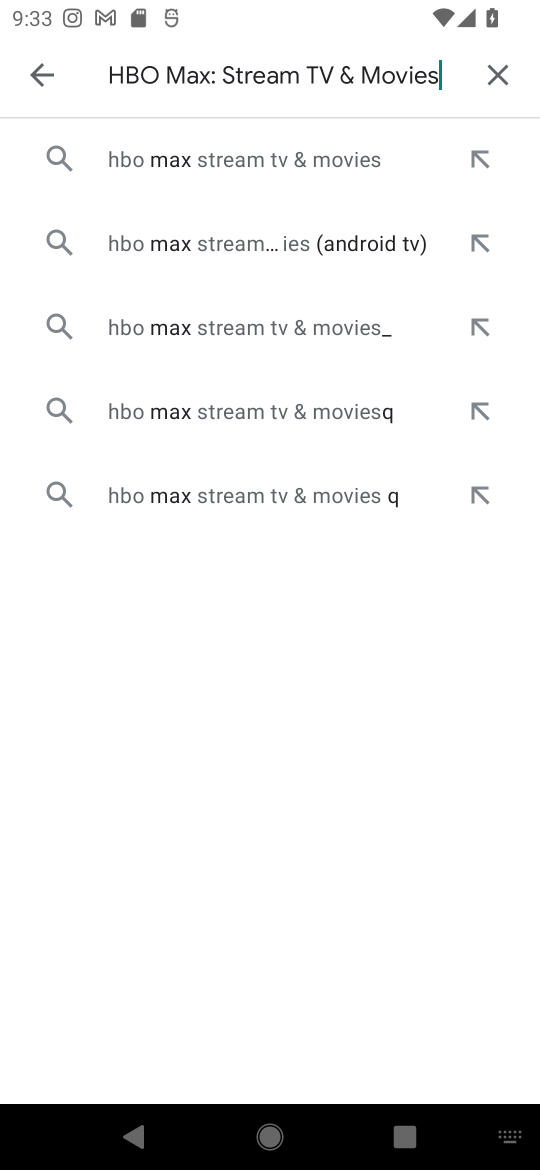 9:33
HBO Max: Stream TV & Movies
hbo max stream tv & movies
hbo max stream… ies (android tv)
hbo max stream tv & movies_
hbo max stream tv & moviesq
hbo max stream tv & movies q